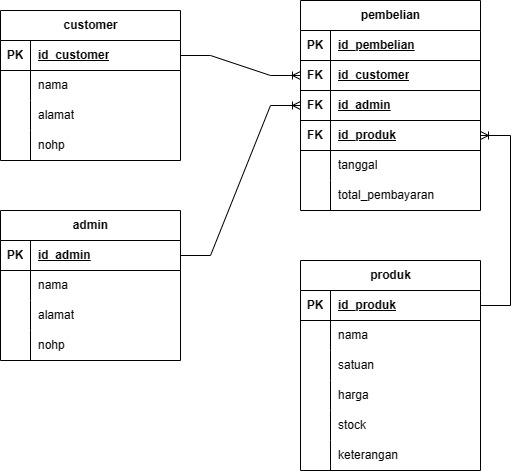 customer
PK id_customer
nama
alamat
nohp
pembelian
PK id_pembelian
FK id_customer
FK id_admin
FK id_produk
tanggal
total_pembayaran
admin
PK id_admin
nama
alamat
nohp
produk
PK id_produk
nama
satuan
harga
stock
keterangan